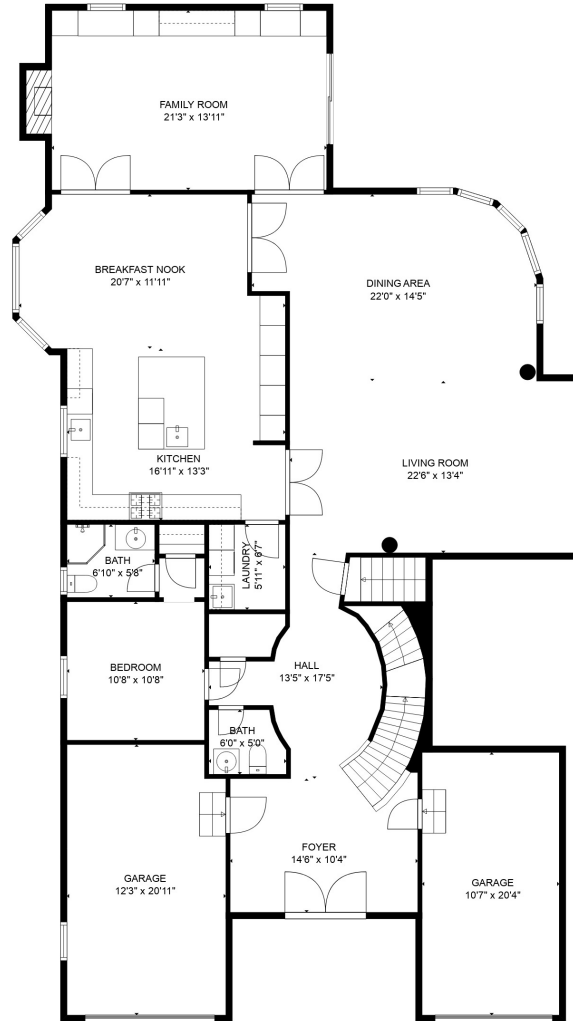 FAMILY ROOM
21'3" x 13'11"
BREAKFAST NOOK
20'7" x 11'11"
DINING AREA
22'0" x 14'5"
KITCHEN
16'11" x 13'3"
LIVING ROOM
22'6" x 13'4"
BATH
6'10" x 5'8"
LAUNDRY
5'11" x 6'7"
BEDROOM
10'8" x 10'8"
HALL
13'5" x 17'5"
BATH
6'0" x 5'0"
FOYER
14'6" x 10'4"
GARAGE
12'3" x 20'11"
GARAGE
10'7" x 20'4"